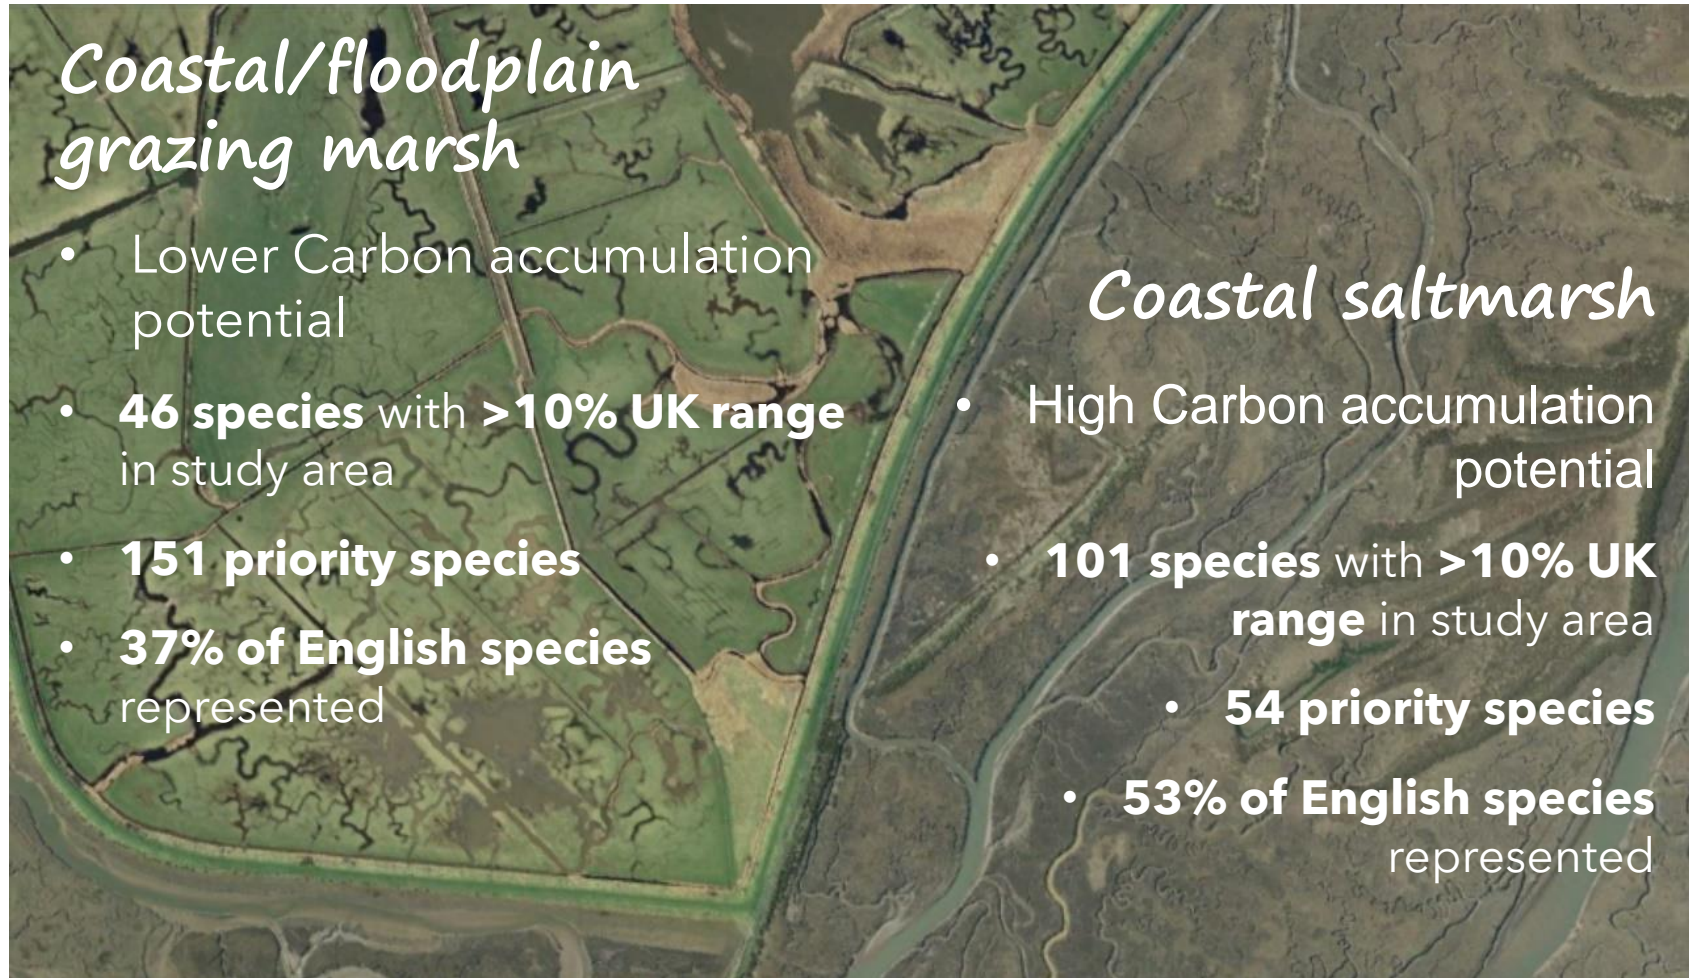 Coastal/floodplain
grazing marsh
• Lower Carbon accumulation
potential
• 46 species with >10% UK range
in study area
• 151 priority species
• 37% of English species
represented
Coastal saltmarsh
• High Carbon accumulation
potential
• 101 species with >10% UK
range in study area
• 54 priority species
• 53% of English species
represented